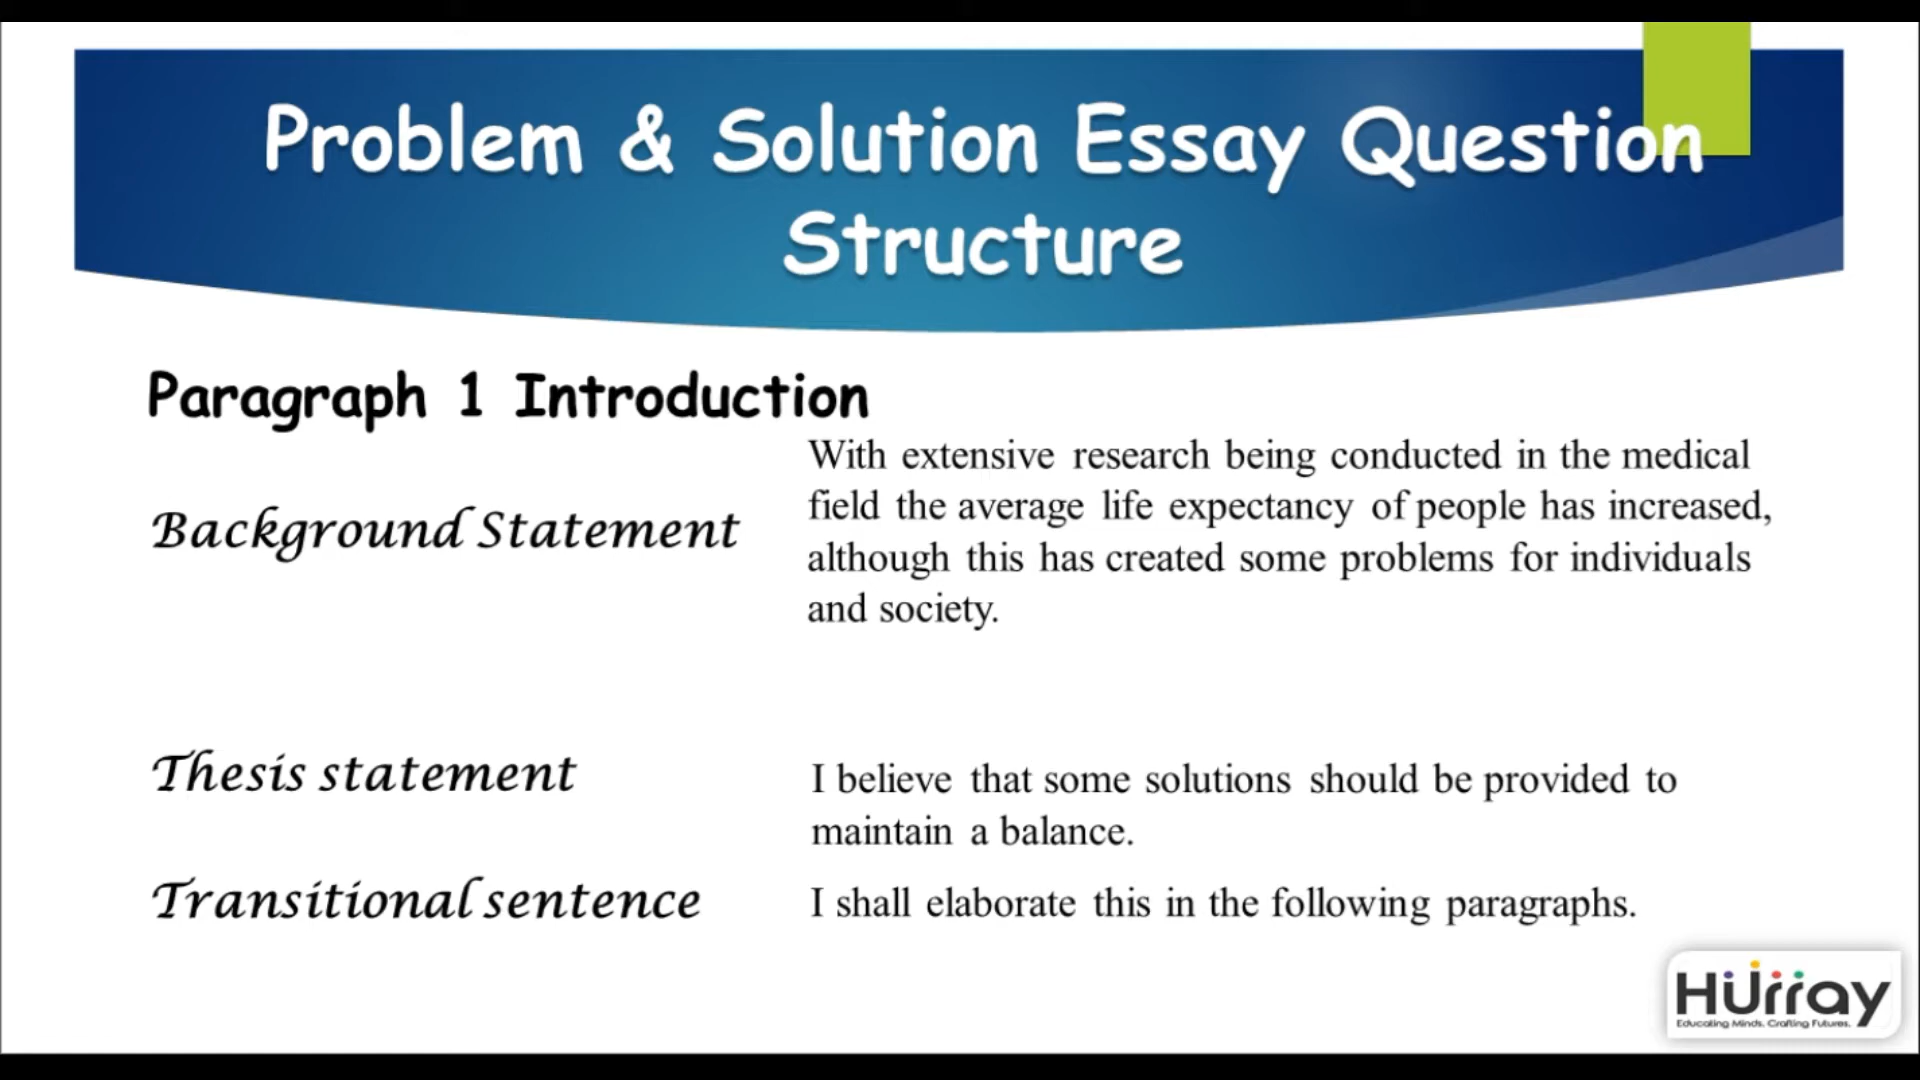 Problem & Solution Essay Question
Structure
Paragraph 1 Introduction
Background Statement
With extensive research being conducted in the medical
field the average life expectancy of people has increased,
although this has created some problems for individuals
and society.
Thesis statement
I believe that some solutions should be provided to
maintain a balance.
Transitional sentence
I shall elaborate this in the following paragraphs.
Hurray
Educating Minds. Crafting Futures.